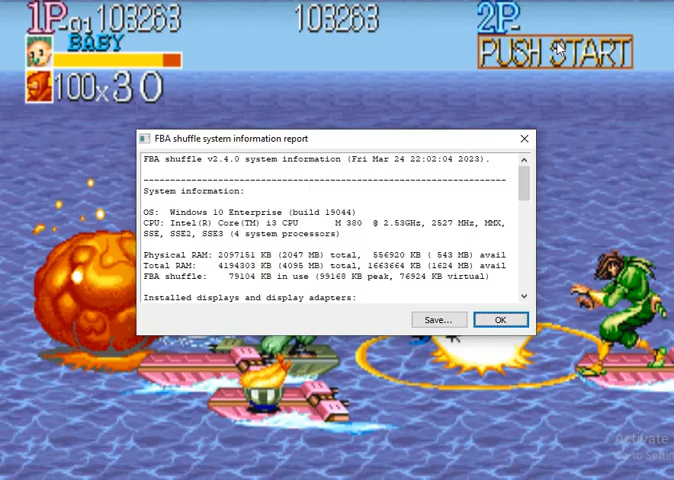 1P-01 103263 103263 2P
BABY PUSH START
100x30
FBA shuffle system information report
FBA shuffle v2.4.0 system information (Fri Mar 24 22:02:04 2023).
System information:
OS: Windows 10 Enterprise (build 19044)
CPU: Intel(R) Core(TM) i3 CPU M 380 @ 2.53GHz, 2527 MHz, MMX,
SSE, SSE2, SSE3 (4 system processors)
Physical RAM: 2097151 KB (2047 MB) total, 556920 KB ( 543 MB) avail
Total RAM: 4194303 KB (4095 MB) total, 1663664 KB (1624 MB) avail
FBA shuffle: 79104 KB in use (99168 KB peak, 76924 KB virtual)
Installed displays and display adapters:
Save... OK
Activate
Go to Settin